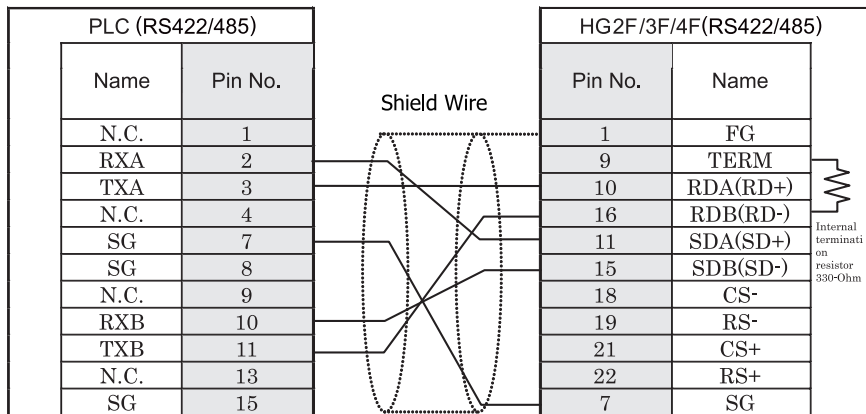 PLC (RS422/485) HG2F/3F/4F(RS422/485)
Name Pin No. Pin No. Name
Shield Wire
N.C. 1 1 FG
RXA 2 9 TERM
TXA 3 10 RDA(RD+)
N.C. 4 16 RDB(RD-)
SG 7 11 SDA(SD+)
SG 8 15 SDB(SD-)
N.C. 9 18 CS-
RXB 10 19 RS-
TXB 11 21 CS+
N.C. 13 22 RS+
SG 15 7 SG
Internal
terminati
on
resistor
330-Ohm